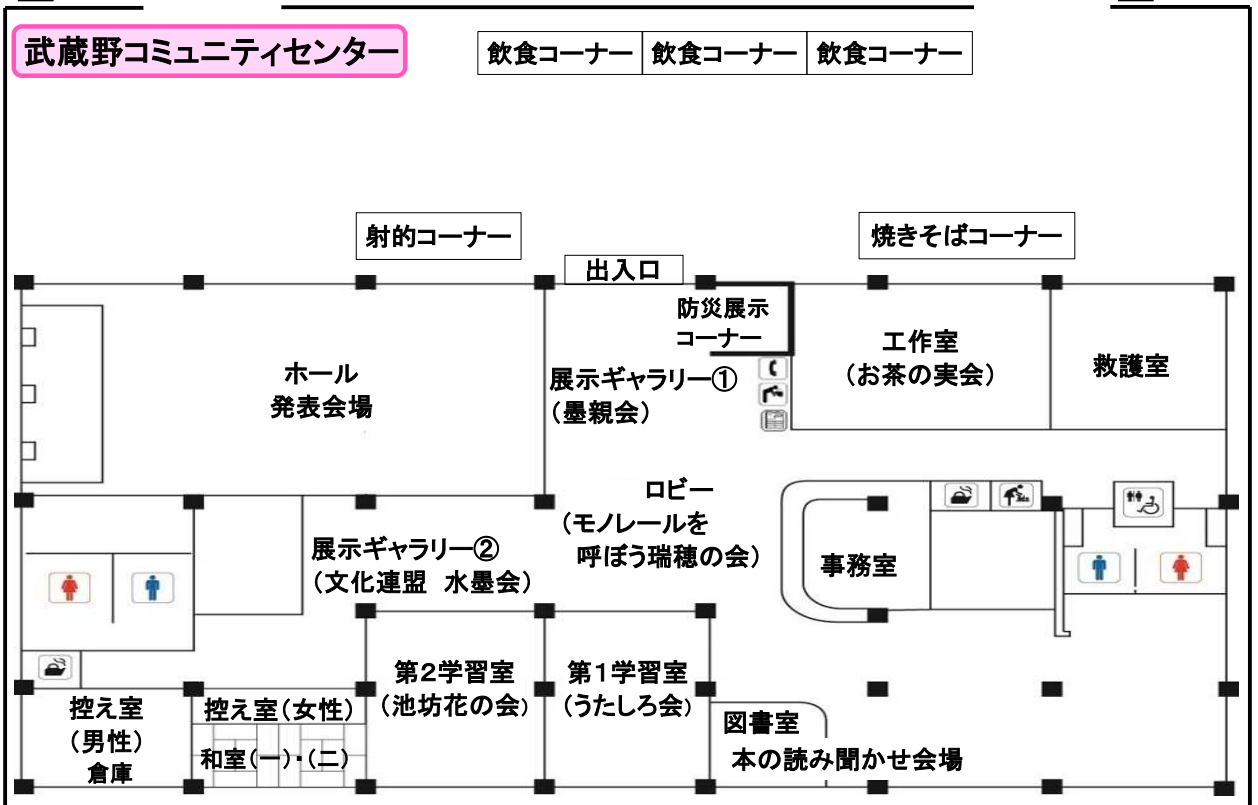 武蔵野コミュニティセンター
飲食コーナー 飲食コーナー 飲食コーナー
射的コーナー
焼きそばコーナー
出入口
防災展示
コーナー
工作室
(お茶の実会)
救護室
ホール
発表会場
展示ギャラリー①
(墨親会)
ロビー
(モノレールを
呼ぼう瑞穂の会)
展示ギャラリー②
(文化連盟 水墨会)
事務室
第2学習室
(池坊花の会)
第1学習室
(うたしろ会)
控え室
(男性)
倉庫
控え室(女性)
和室(一)・(二)
図書室
本の読み聞かせ会場